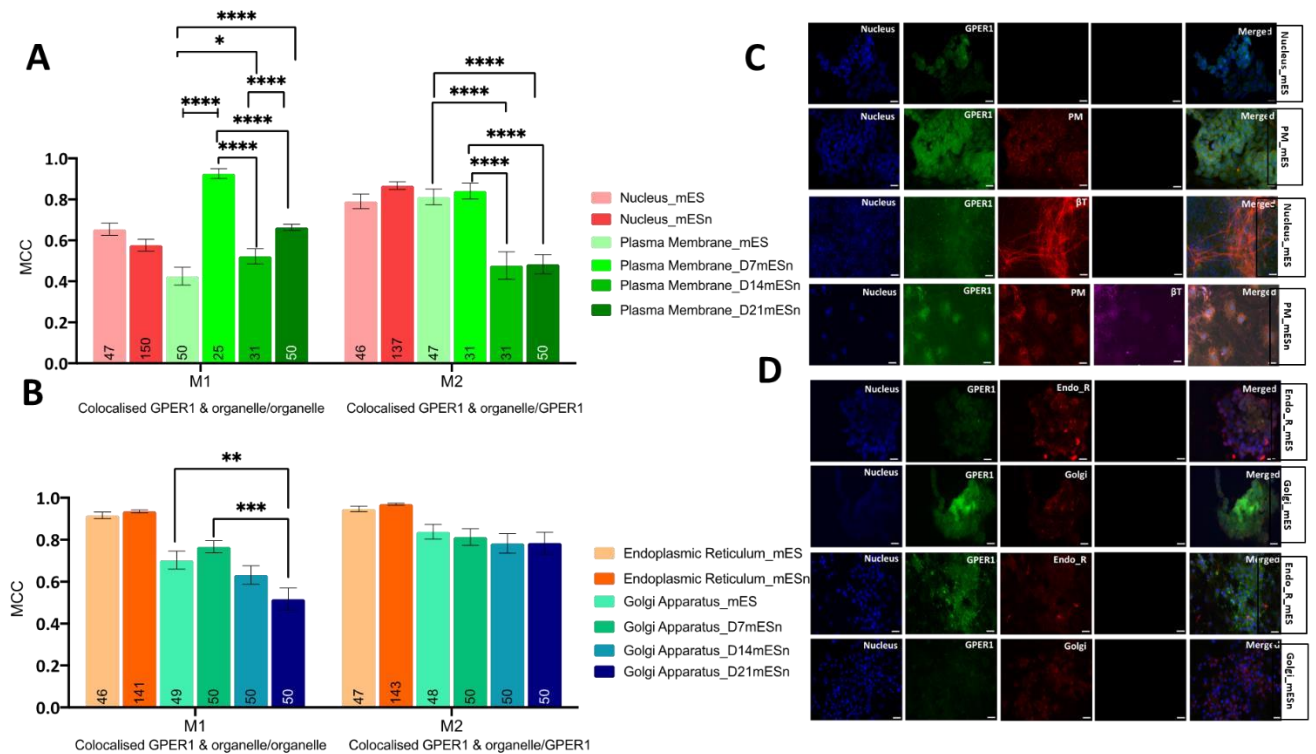 A
****
*
****
****
****
****
****
****
****
****
MCC
1.0
0.8
0.6
0.4
0.2
0.0
47
150
50
25
31
50
46
137
47
31
31
50
M1
M2
Colocalised GPER1 & organelle/organelle
Colocalised GPER1 & organelle/GPER1
Nucleus_mES
Nucleus_mESn
Plasma Membrane_mES
Plasma Membrane_D7mESn
Plasma Membrane_D14mESn
Plasma Membrane_D21mESn
B
**
***
MCC
1.0
0.8
0.6
0.4
0.2
0.0
46
141
49
50
50
50
47
143
48
50
50
50
M1
M2
Colocalised GPER1 & organelle/organelle
Colocalised GPER1 & organelle/GPER1
Endoplasmic Reticulum_mES
Endoplasmic Reticulum_mESn
Golgi Apparatus_mES
Golgi Apparatus_D7mESn
Golgi Apparatus_D14mESn
Golgi Apparatus_D21mESn
C
Nucleus GPER1 Merged Nucleus_mES
Nucleus GPER1 PM Merged PM_mES
Nucleus GPER1 βT Merged Nucleus_mES
Nucleus GPER1 PM βT Merged PM_mESn
D
Nucleus GPER1 Endo_R Merged Endo_R_mES
Nucleus GPER1 Golgi Merged Golgi_mES
Nucleus GPER1 Endo_R Merged Endo_R_mES
Nucleus GPER1 Golgi Merged Golgi_mESn